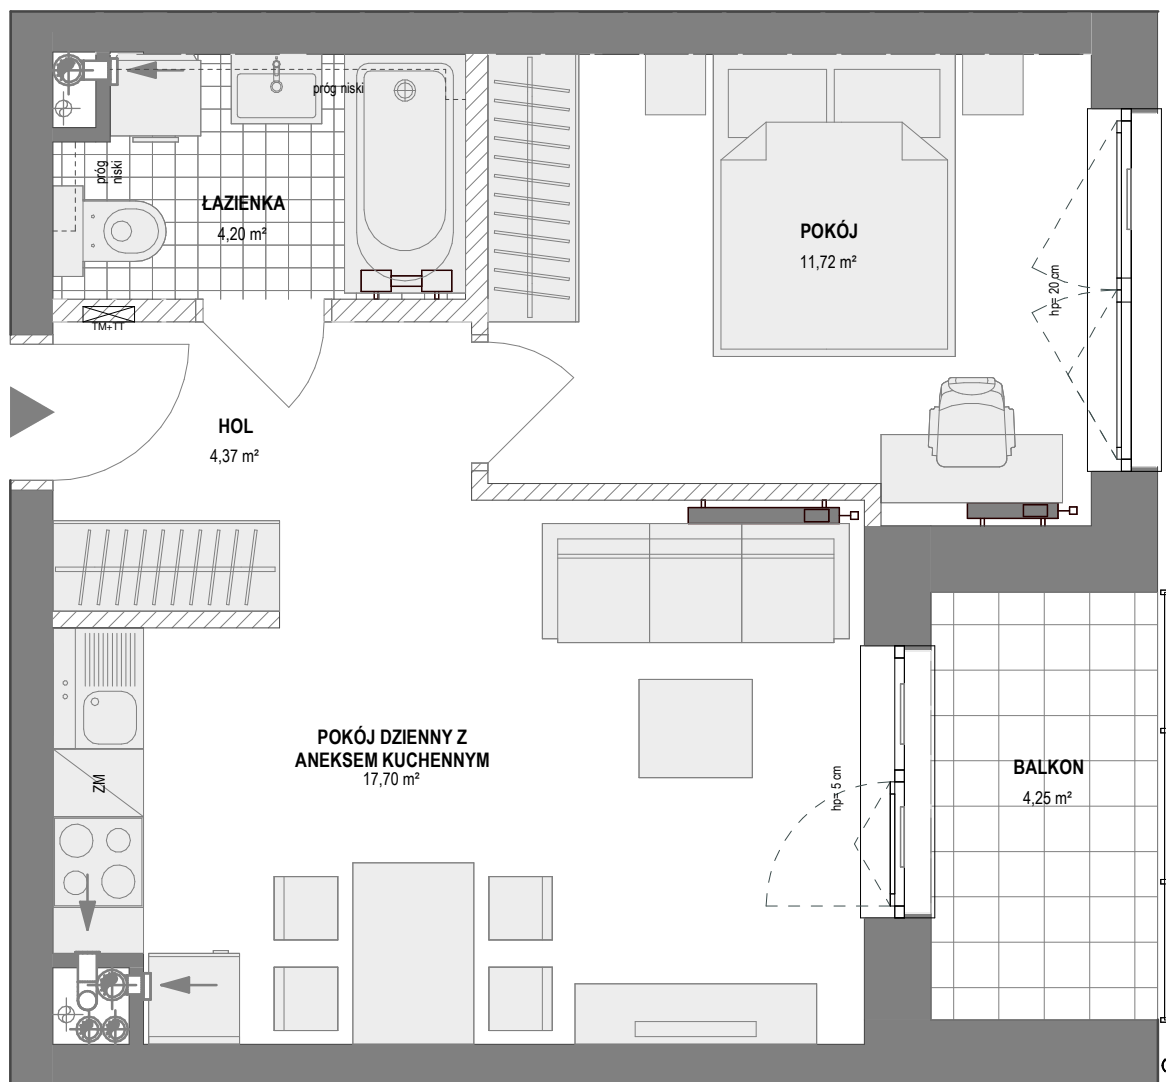 próg niski
próg
niski
ŁAZIENKA
4,20 m²
POKÓJ
11,72 m²
hp= 20 cm
TM+TT
HOL
4,37 m²
POKÓJ DZIENNY Z
ANEKSEM KUCHENNYM
17,70 m²
ZM
hp= 5 cm
BALKON
4,25 m²